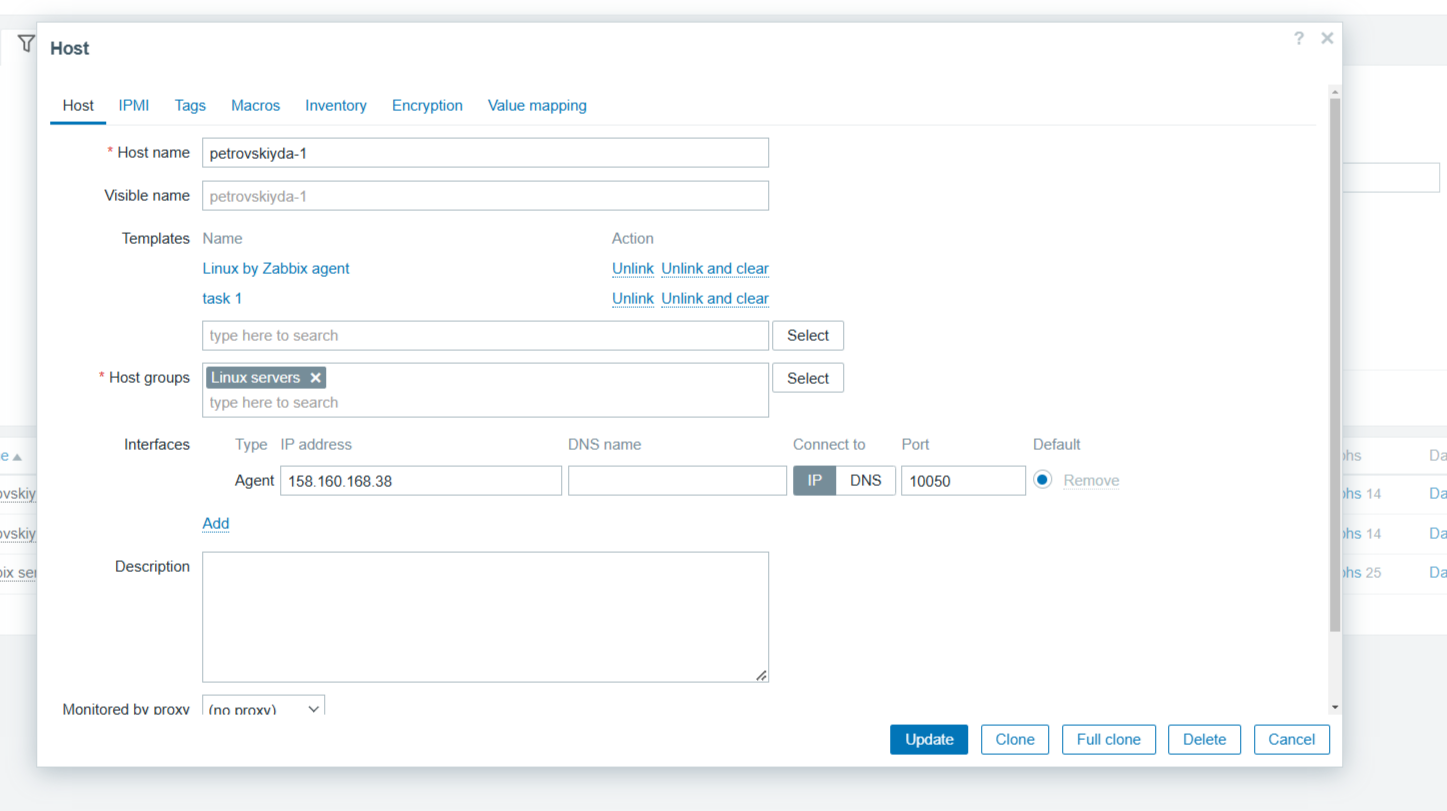 Host
? ×
Host IPMI Tags Macros Inventory Encryption Value mapping
* Host name petrovskiyda-1
Visible name petrovskiyda-1
Templates Name Action
Linux by Zabbix agent Unlink Unlink and clear
task 1 Unlink Unlink and clear
type here to search Select
* Host groups Linux servers × Select
type here to search
Interfaces Type IP address DNS name Connect to Port Default
Agent 158.160.168.38 IP DNS 10050 Remove
Add
Description
Monitored by proxy (no proxy)
Update Clone Full clone Delete Cancel
e phs Da
ovskiy phs 14 Da
ovskiy phs 14 Da
bix ser phs 25 Da